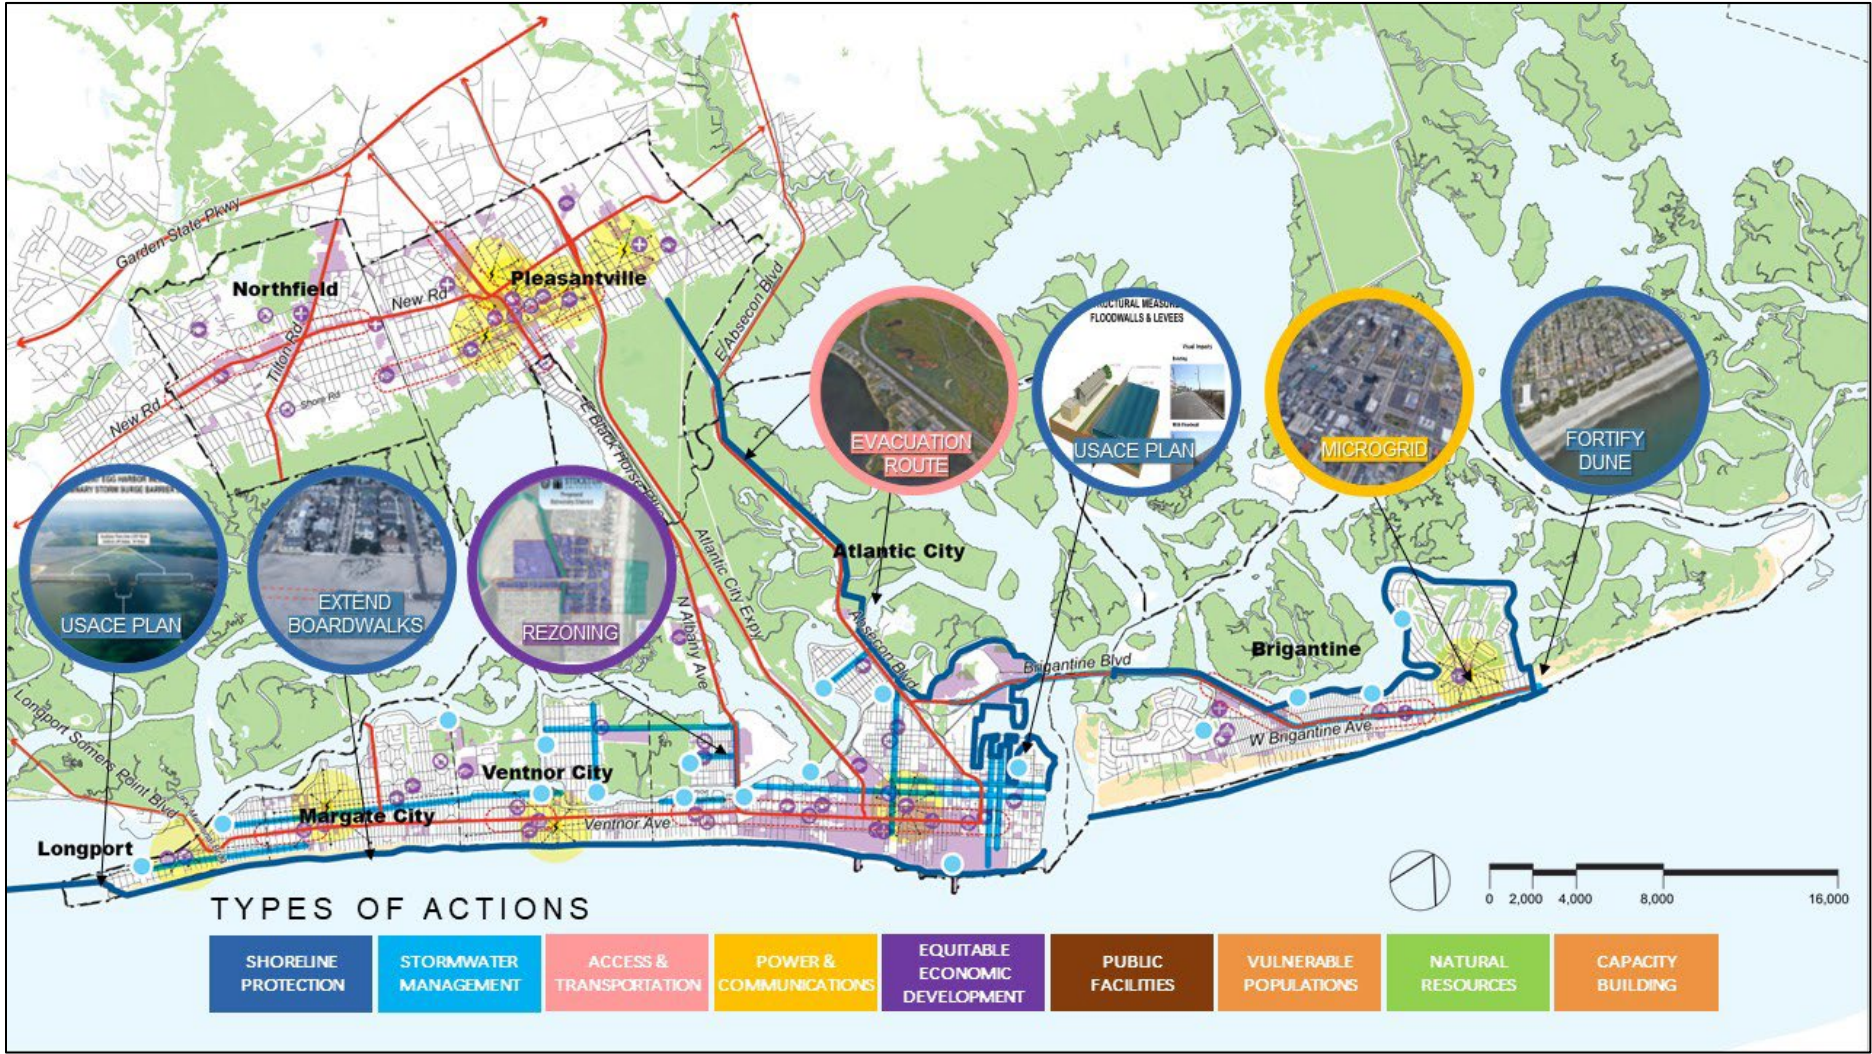 Garden State Pkwy
Northfield
Pleasantville
New Rd
Tilton Rd
New Rd
Shore Rd
E Absecon Blvd
STRUCTURAL MEASURE
FLOODWALLS & LEVEES
Visual Impacts
EVACUATION
ROUTE
USACE PLAN
MICROGRID
FORTIFY
DUNE
USACE PLAN
EXTEND
BOARDWALKS
REZONING
N Albany Ave
Atlantic City Expy
Atlantic City
Absecon Blvd
Brigantine Blvd
Brigantine
W Brigantine Ave
Longport Somers Point Blvd
Ventnor City
Margate City
Ventnor Ave
Longport
0 2,000 4,000 8,000 16,000
TYPES OF ACTIONS
SHORELINE
PROTECTION
STORMWATER
MANAGEMENT
ACCESS &
TRANSPORTATION
POWER &
COMMUNICATIONS
EQUITABLE
ECONOMIC
DEVELOPMENT
PUBLIC
FACILITIES
VULNERABLE
POPULATIONS
NATURAL
RESOURCES
CAPACITY
BUILDING